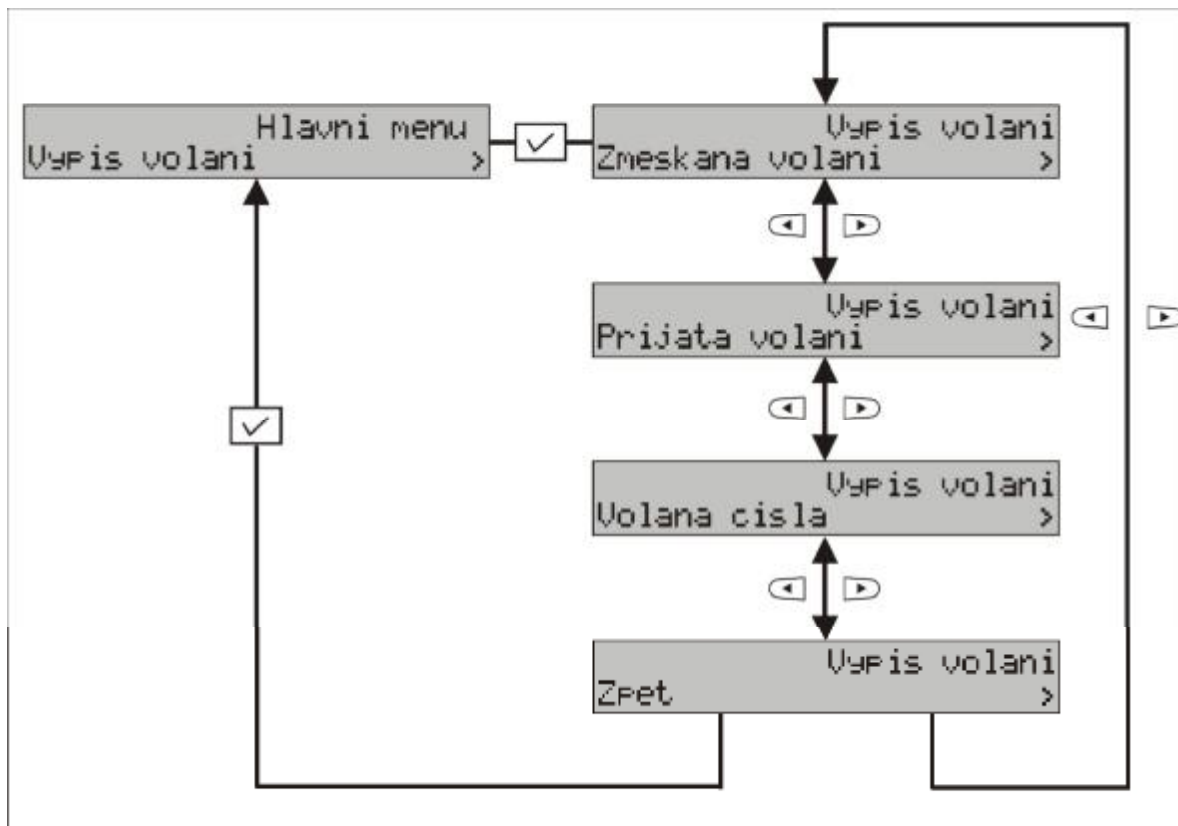 Hlavni menu
Vypis volani >
Vypis volani
Zmeskana volani >
Vypis volani
Prijata volani >
Vypis volani
Volana cisla >
Vypis volani
Zpet >